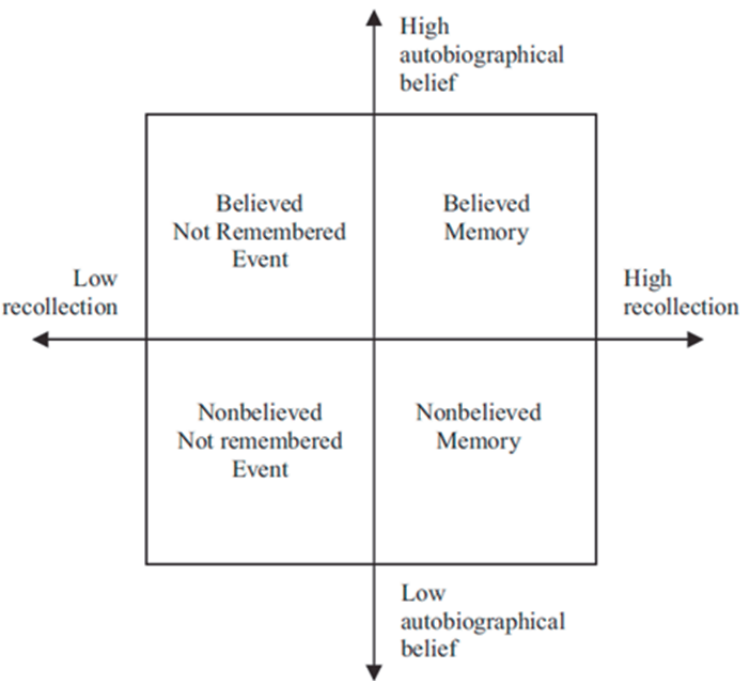 High
autobiographical
belief
Believed
Not Remembered
Event
Believed
Memory
Low
recollection
High
recollection
Nonbelieved
Not remembered
Event
Nonbelieved
Memory
Low
autobiographical
belief